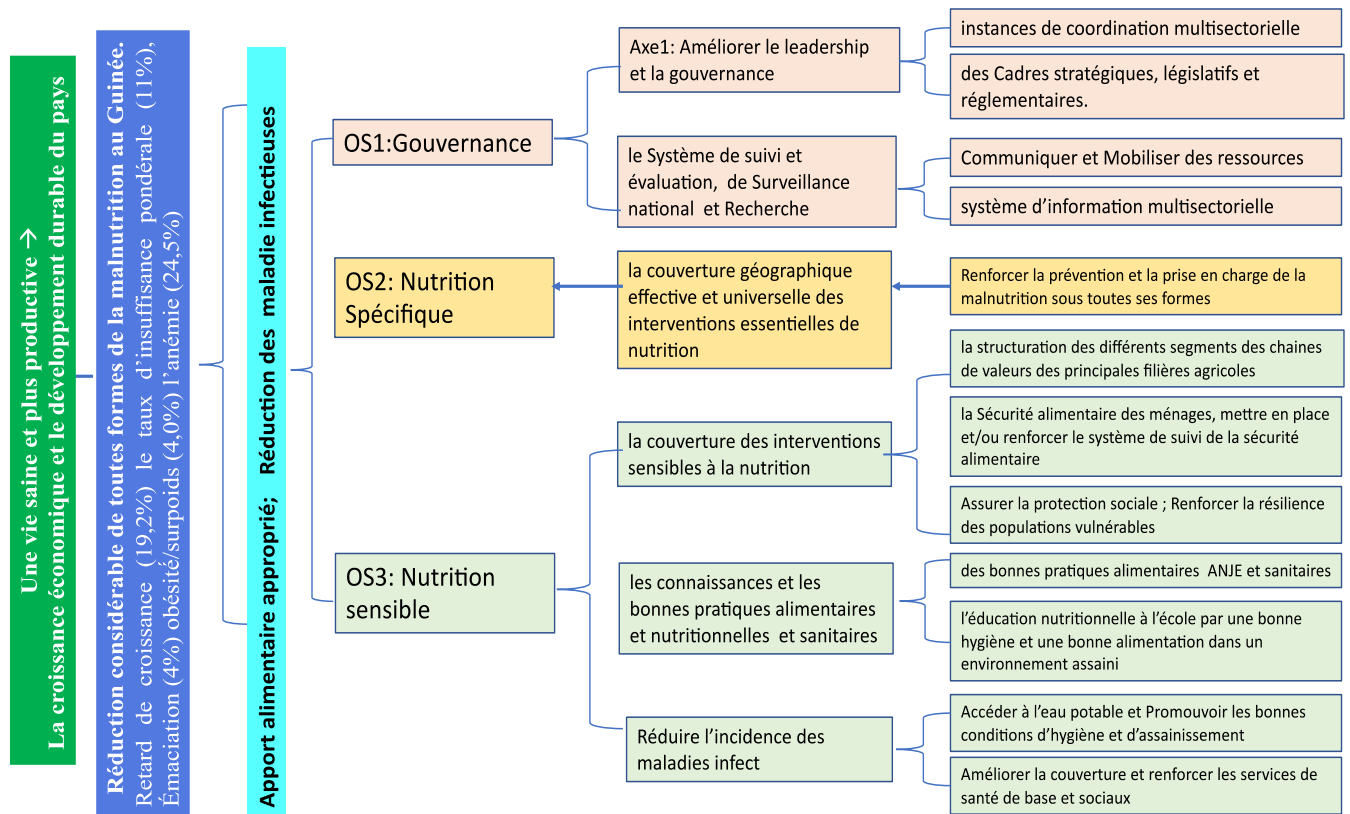 Une vie saine et plus productive →
La croissance économique et le développement durable du pays
Réduction considérable de toutes formes de la malnutrition au Guinée.
Retard de croissance (19,2%) le taux d’insuffisance pondérale (11%),
Émaciation (4%) obésité/surpoids (4,0%) l’anémie (24,5%)
Apport alimentaire approprié; Réduction des maladie infectieuses
OS1:Gouvernance
Axe1: Améliorer le leadership
et la gouvernance
instances de coordination multisectorielle
des Cadres stratégiques, législatifs et
réglementaires.
le Système de suivi et
évaluation, de Surveillance
national et Recherche
Communiquer et Mobiliser des ressources
système d’information multisectorielle
OS2: Nutrition
Spécifique
la couverture géographique
effective et universelle des
interventions essentielles de
nutrition
Renforcer la prévention et la prise en charge de la
malnutrition sous toutes ses formes
OS3: Nutrition
sensible
la couverture des interventions
sensibles à la nutrition
la structuration des différents segments des chaines
de valeurs des principales filières agricoles
la Sécurité alimentaire des ménages, mettre en place
et/ou renforcer le système de suivi de la sécurité
alimentaire
Assurer la protection sociale ; Renforcer la résilience
des populations vulnérables
les connaissances et les
bonnes pratiques alimentaires
et nutritionnelles et sanitaires
des bonnes pratiques alimentaires ANJE et sanitaires
l’éducation nutritionnelle à l’école par une bonne
hygiène et une bonne alimentation dans un
environnement assaini
Réduire l’incidence des
maladies infect
Accéder à l’eau potable et Promouvoir les bonnes
conditions d’hygiène et d’assainissement
Améliorer la couverture et renforcer les services de
santé de base et sociaux